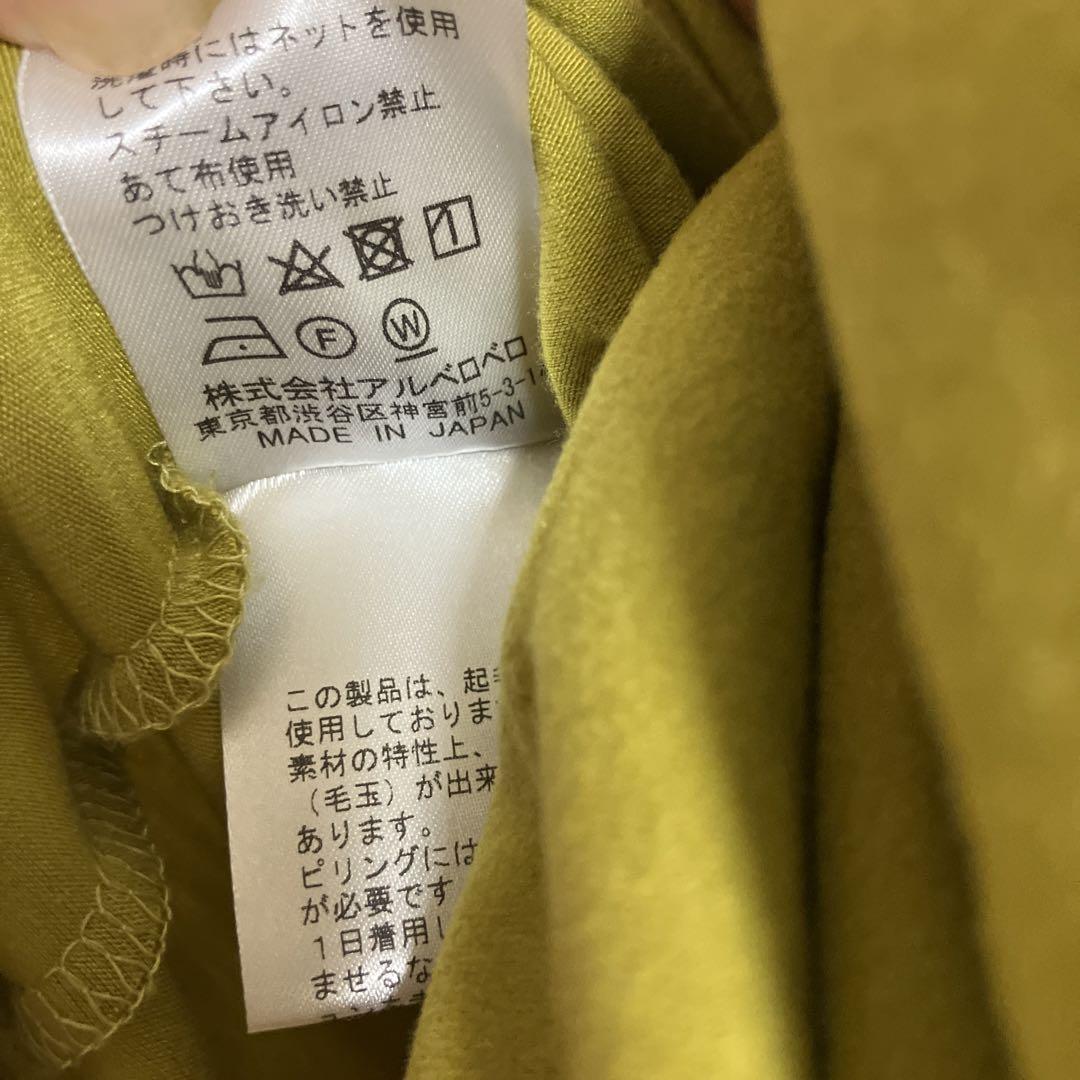 洗濯時にはネットを使用
して下さい。
スチームアイロン禁止
あて布使用
つけおき洗い禁止
F W
株式会社アルベロベロ
東京都渋谷区神宮前5-3-1
MADE IN JAPAN
この製品は、起毛
使用しておりま
素材の特性上、
(毛玉)が出来
あります。
ピリングには
が必要です
1日着用し
ませるな